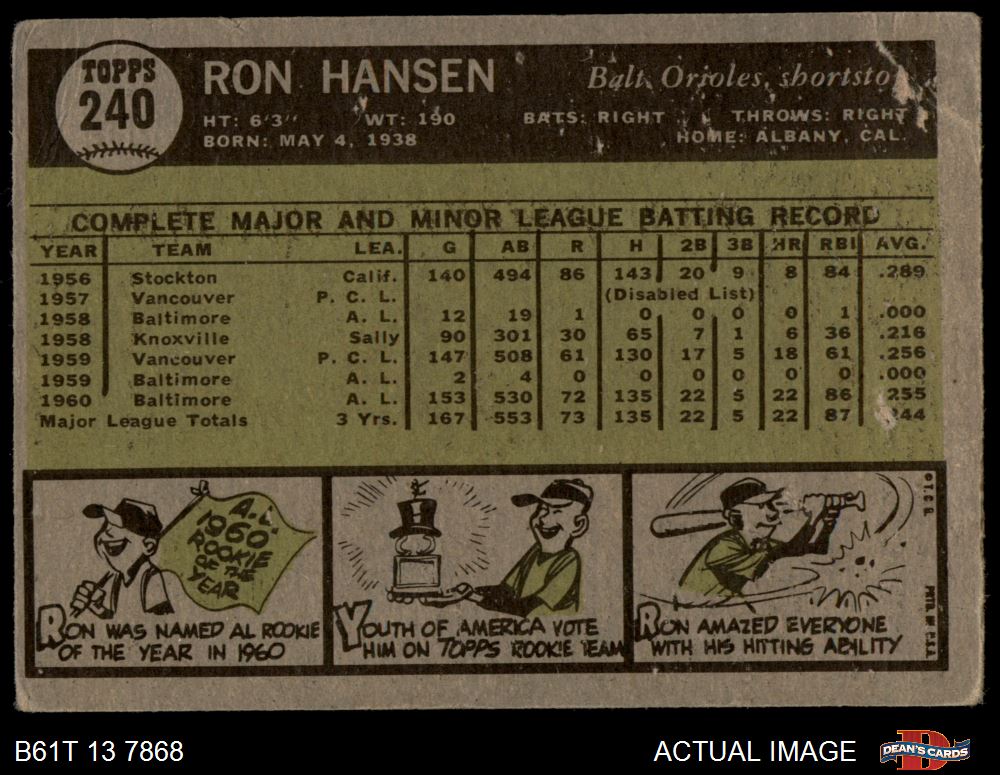 TOPPS
240
RON HANSEN
Balt. Orioles, shortsto
HT: 6'3" WT: 190 BATS: RIGHT THROWS: RIGHT
BORN: MAY 4, 1938 HOME: ALBANY, CAL.
COMPLETE MAJOR AND MINOR LEAGUE BATTING RECORD
YEAR TEAM LEA. G AB R H 2B 3B HR RBI AVG.
1956 Stockton Calif. 140 494 86 143 20 9 8 84 .289
1957 Vancouver P. C. L. (Disabled List)
1958 Baltimore A. L. 12 19 1 0 0 0 0 1 .000
1958 Knoxville Sally 90 301 30 65 7 1 6 36 .216
1959 Vancouver P. C. L. 147 508 61 130 17 5 18 61 .256
1959 Baltimore A. L. 2 4 0 0 0 0 0 0 .000
1960 Baltimore A. L. 153 530 72 135 22 5 22 86 .255
Major League Totals 3 Yrs. 167 553 73 135 22 5 22 87 .244
A.L.
1960
ROOKIE
OF THE
YEAR
RON WAS NAMED AL ROOKIE
OF THE YEAR IN 1960
YOUTH OF AMERICA VOTE
HIM ON TOPPS ROOKIE TEAM
RON AMAZED EVERYONE
WITH HIS HITTING ABILITY
©T.C.G.
PRTD. IN U.S.A.
B61T 13 7868
ACTUAL IMAGE
DEAN'S CARDS